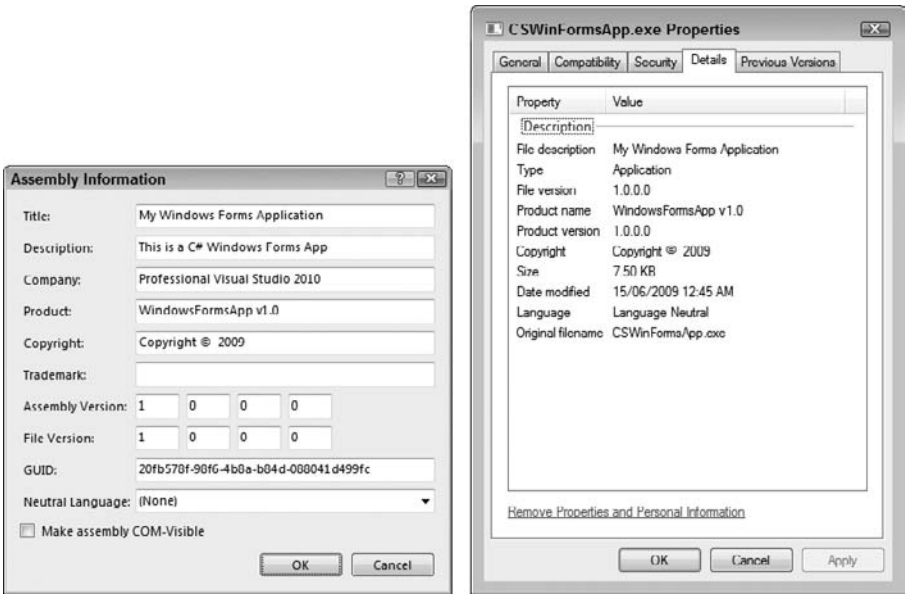 Assembly Information
Title: My Windows Forms Application
Description: This is a C# Windows Forms App
Company: Professional Visual Studio 2010
Product: WindowsFormsApp v1.0
Copyright: Copyright © 2009
Trademark:
Assembly Version: 1 0 0 0
File Version: 1 0 0 0
GUID: 20fb578f-98f6-4b8a-b84d-088041d499fc
Neutral Language: (None)
Make assembly COM-Visible
OK Cancel
CSWinFormsApp.exe Properties
General Compatibility Security Details Previous Versions
Property Value
Description
File description My Windows Forms Application
Type Application
File version 1.0.0.0
Product name WindowsFormsApp v1.0
Product version 1.0.0.0
Copyright Copyright © 2009
Size 7.50 KB
Date modified 15/06/2009 12:45 AM
Language Language Neutral
Original filename CSWinFormsApp.exe
Remove Properties and Personal Information
OK Cancel Apply